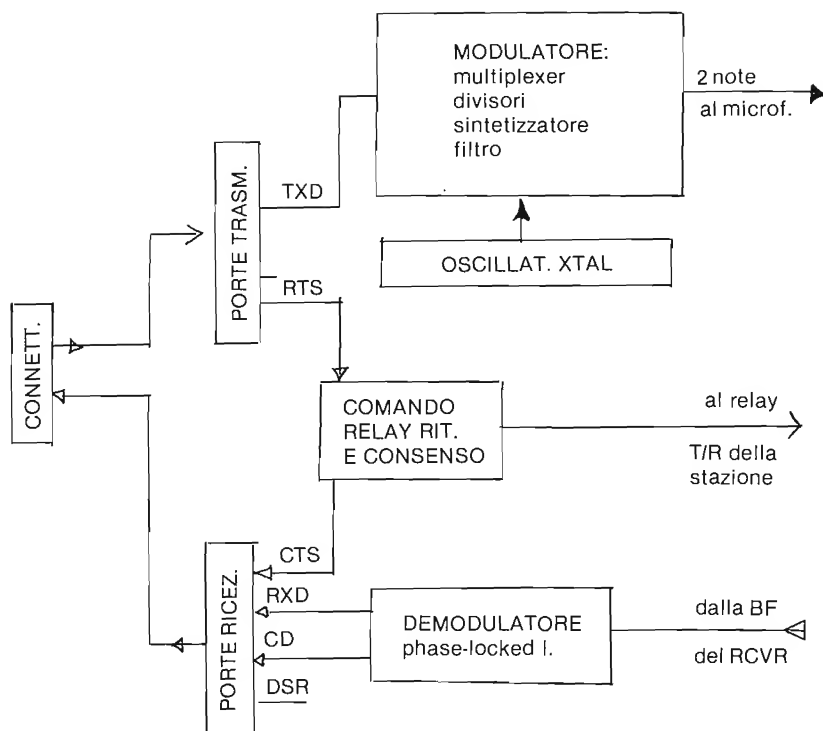 MODULATORE:
multiplexer
divisori
sintetizzatore
filtro
2 note
al microf.
PORTE TRASM.
TXD
OSCILLAT. XTAL
RTS
CONNETT.
COMANDO
RELAY RIT.
E CONSENSO
al relay
T/R della
stazione
PORTE RICEZ.
CTS
RXD
CD
DSR
DEMODULATORE
phase-locked l.
dalla BF
del RCVR